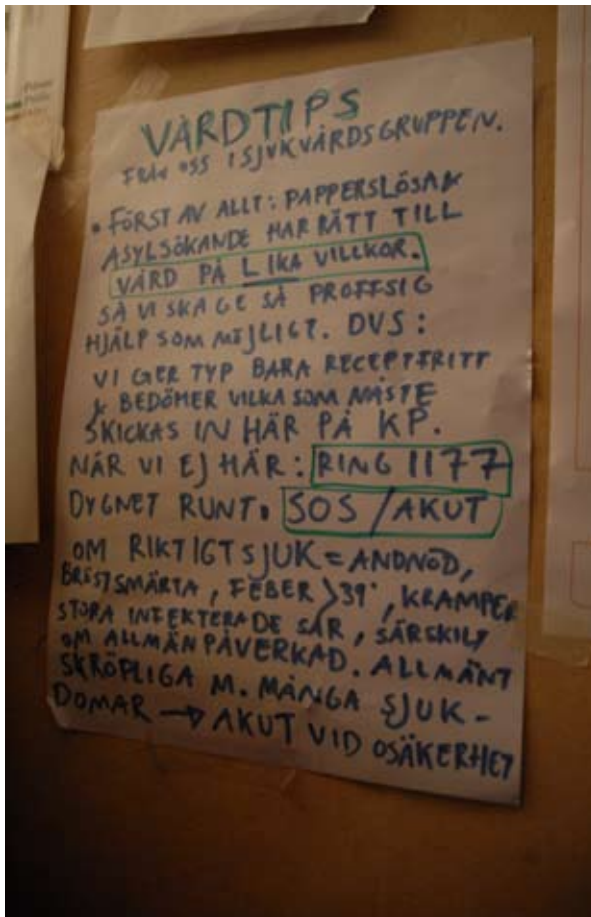 VÅRDTIPS
FRÅN OSS I SJUKVÅRDSGRUPPEN.
• FÖRST AV ALLT: PAPPERSLÖSA &
ASYLSÖKANDE HAR RÄTT TILL
VÅRD PÅ LIKA VILLKOR.
SÅ VI SKA GE SÅ PROFFSIG
HJÄLP SOM MÖJLIGT. DVS:
VI GER TYP BARA RECEPTFRITT
& BEDÖMER VILKA SOM MÅSTE
SKICKAS IN HÄR PÅ KP.
NÄR VI EJ HÄR: RING 1177
DYGNET RUNT. SOS/AKUT
OM RIKTIGT SJUK = ANDNÖD,
BRÖSTSMÄRTA, FEBER >39°, KRAMPER
STORA INFEKTERADE SÅR, SÄRSKILT
OM ALLMÄNPÅVERKAD. ALLMÄNT
SKRÖPLIGA M. MÅNGA SJUK-
DOMAR → AKUT VID OSÄKERHET